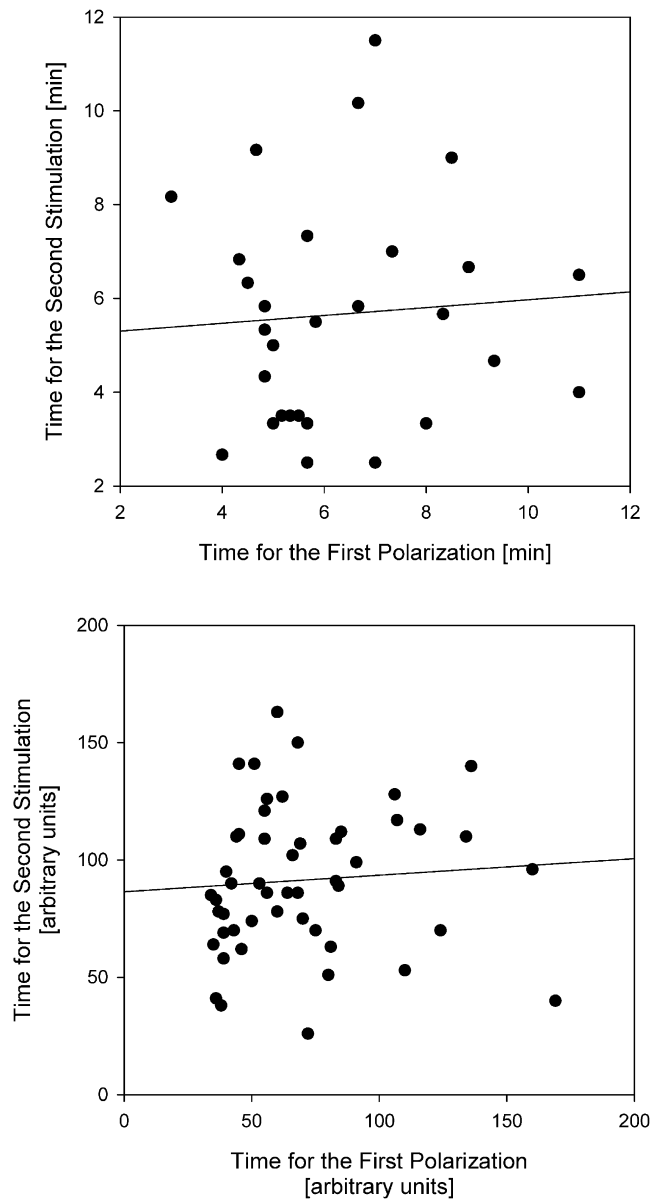 12
10
8
6
4
2
Time for the Second Stimulation [min]
2 4 6 8 10 12
Time for the First Polarization [min]
200
150
100
50
0
Time for the Second Stimulation
[arbitrary units]
0 50 100 150 200
Time for the First Polarization
[arbitrary units]